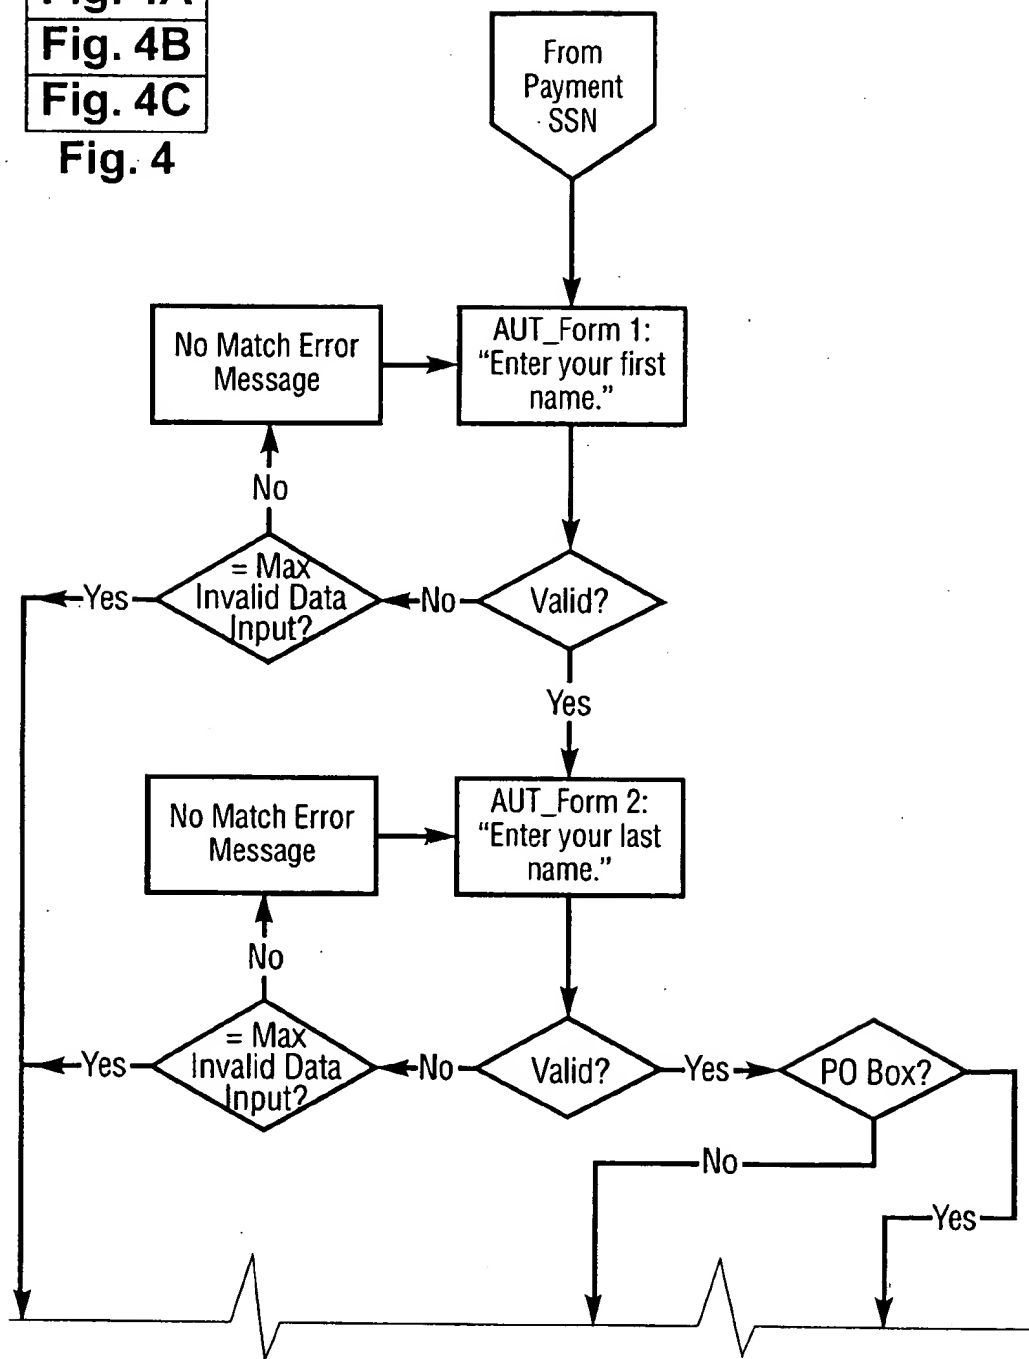 Fig. 4A
Fig. 4B
Fig. 4C
Fig. 4
From
Payment
SSN
No Match Error
Message
AUT_Form 1:
“Enter your first
name.”
No
= Max
Invalid Data
Input?
Yes
No
Valid?
Yes
No Match Error
Message
AUT_Form 2:
“Enter your last
name.”
No
= Max
Invalid Data
Input?
Yes
No
Valid?
Yes
PO Box?
No
Yes